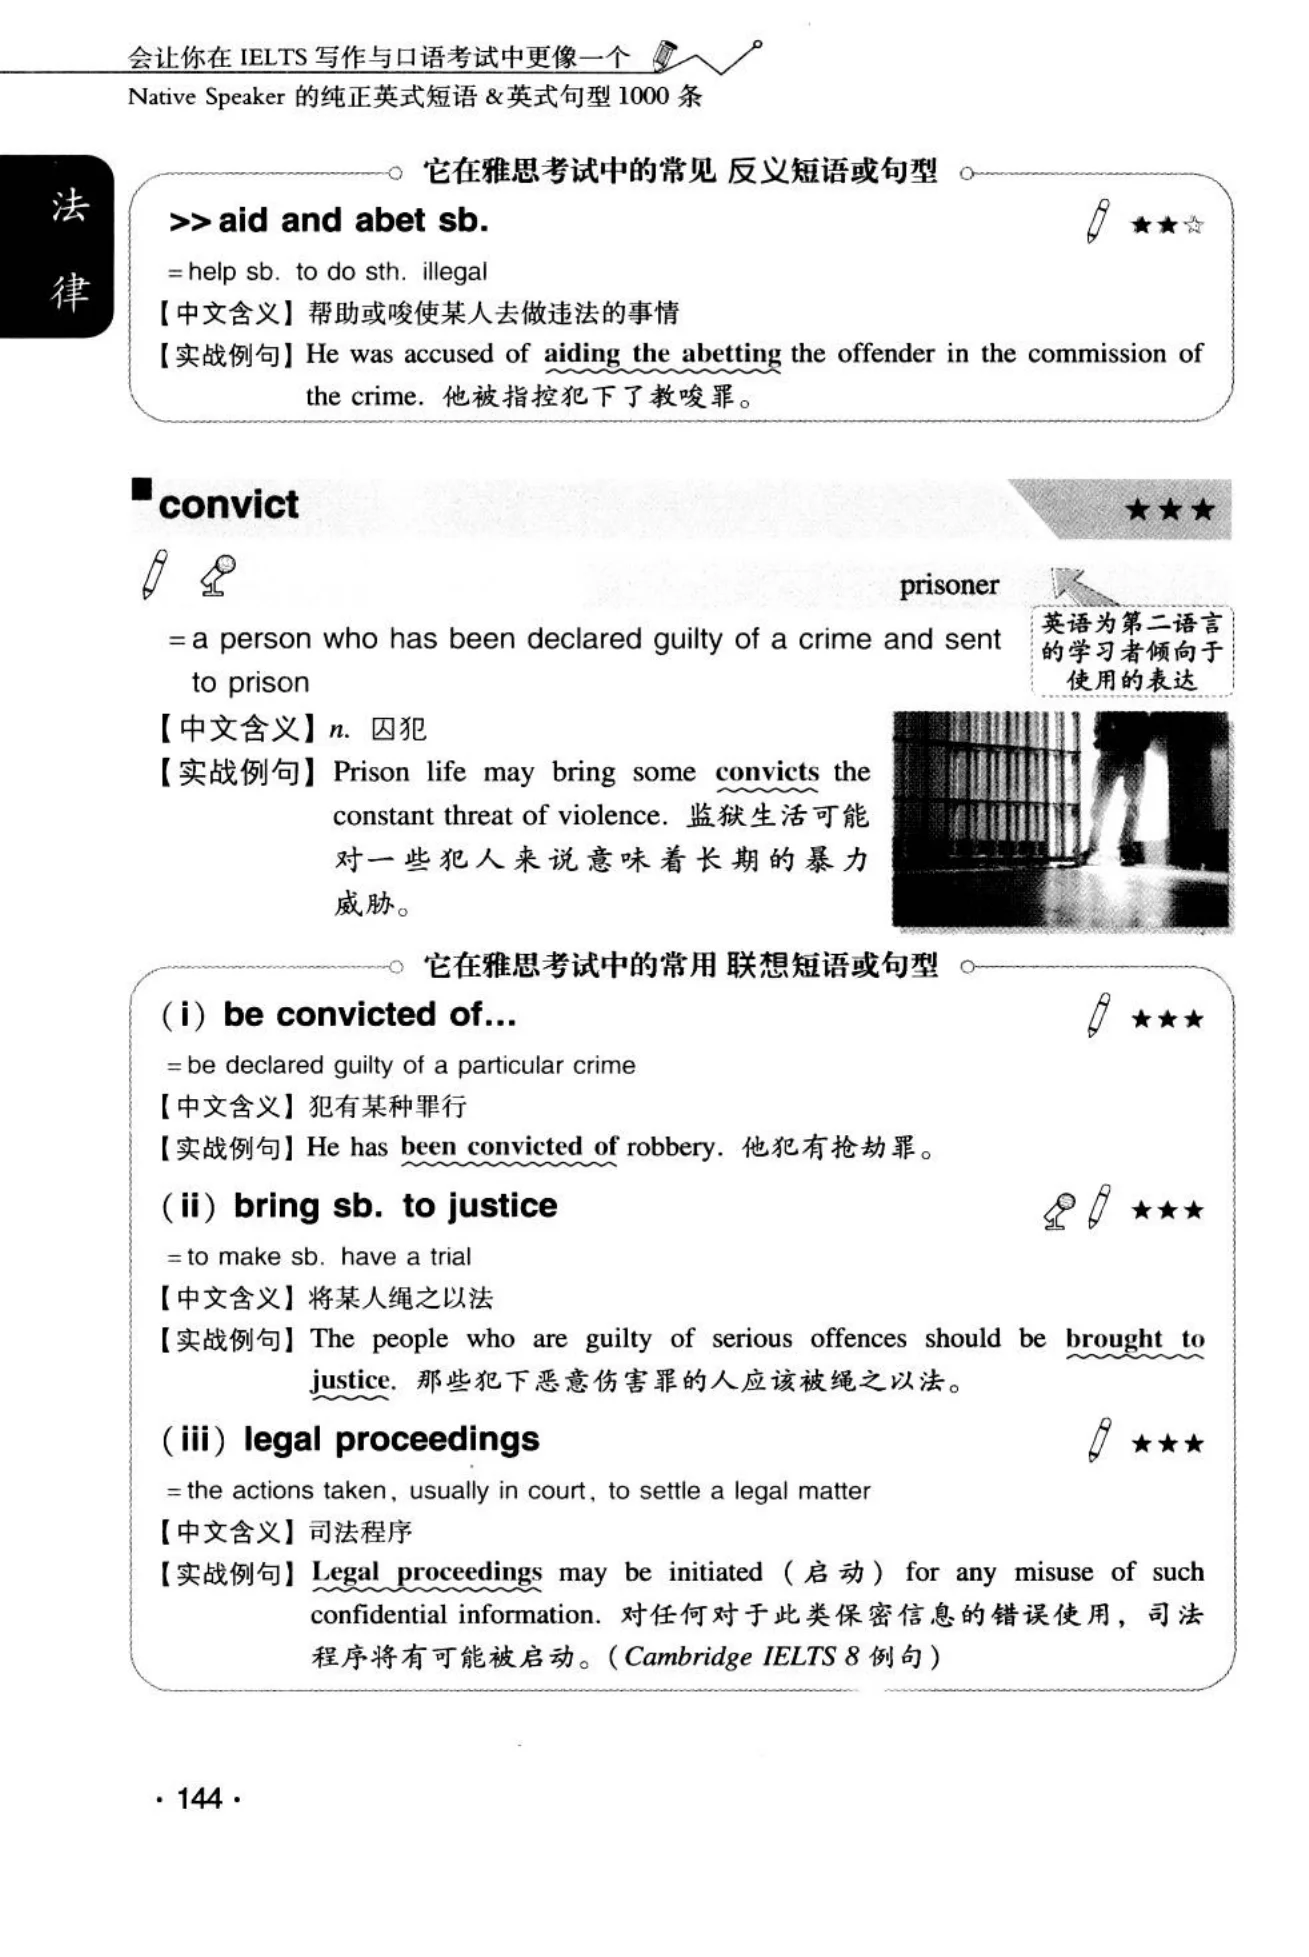 会让你在 IELTS 写作与口语考试中更像一个
Native Speaker 的纯正英式短语 &英式句型 1000 条
法
律
它在雅思考试中的常见 反义短语或句型
>> aid and abet sb. ★★☆
=help sb. to do sth. illegal
【中文含义】帮助或唆使某人去做违法的事情
【实战例句】He was accused of aiding the abetting the offender in the commission of
the crime. 他被指控犯下了教唆罪。
■convict ★★★
prisoner
英语为第二语言
的学习者倾向于
使用的表达
=a person who has been declared guilty of a crime and sent
to prison
【中文含义】n. 囚犯
【实战例句】Prison life may bring some convicts the
constant threat of violence. 监狱生活可能
对一些犯人来说意味着长期的暴力
威胁。
它在雅思考试中的常用 联想短语或句型
(i) be convicted of... ★★★
=be declared guilty of a particular crime
【中文含义】犯有某种罪行
【实战例句】He has been convicted of robbery. 他犯有抢劫罪。
(ii) bring sb. to justice ★★★
=to make sb. have a trial
【中文含义】将某人绳之以法
【实战例句】The people who are guilty of serious offences should be brought to
justice. 那些犯下恶意伤害罪的人应该被绳之以法。
(iii) legal proceedings ★★★
=the actions taken, usually in court, to settle a legal matter
【中文含义】司法程序
【实战例句】Legal proceedings may be initiated (启动) for any misuse of such
confidential information. 对任何对于此类保密信息的错误使用，司法
程序将有可能被启动。(Cambridge IELTS 8 例句)
· 144 ·